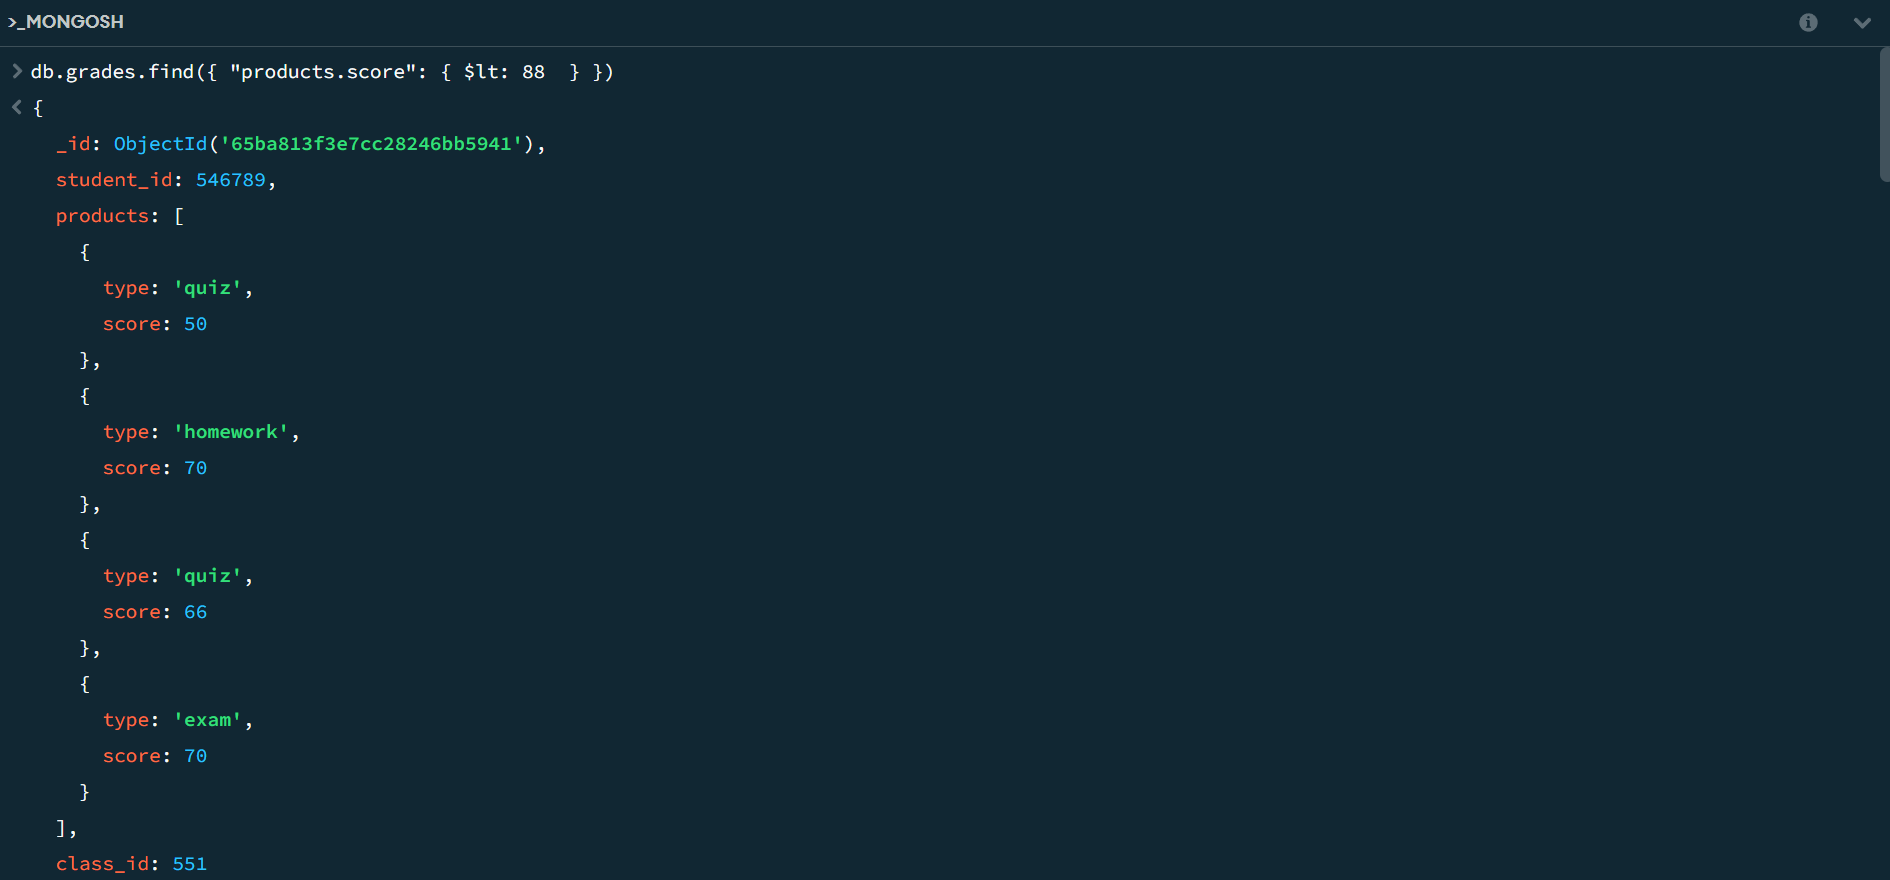 >_MONGOSH
db.grades.find({ "products.score": { $lt: 88  } })
{
_id: ObjectId('65ba813f3e7cc28246bb5941'),
student_id: 546789,
products: [
{
type: 'quiz',
score: 50
},
{
type: 'homework',
score: 70
},
{
type: 'quiz',
score: 66
},
{
type: 'exam',
score: 70
}
],
class_id: 551